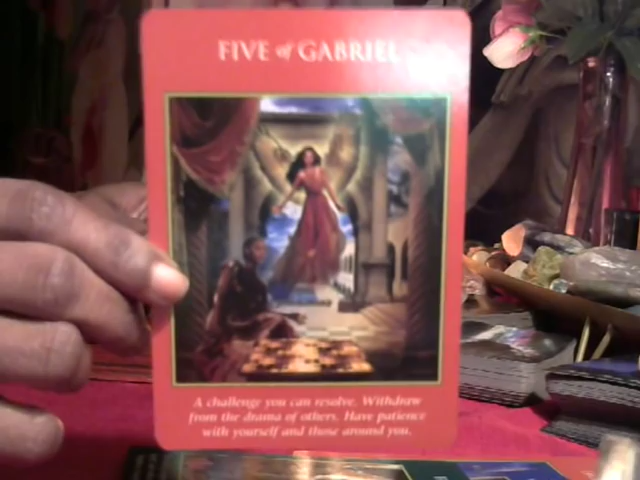 FIVE of GABRIEL
A challenge you can resolve. Withdraw
from the drama of others. Have patience
with yourself and those around you.